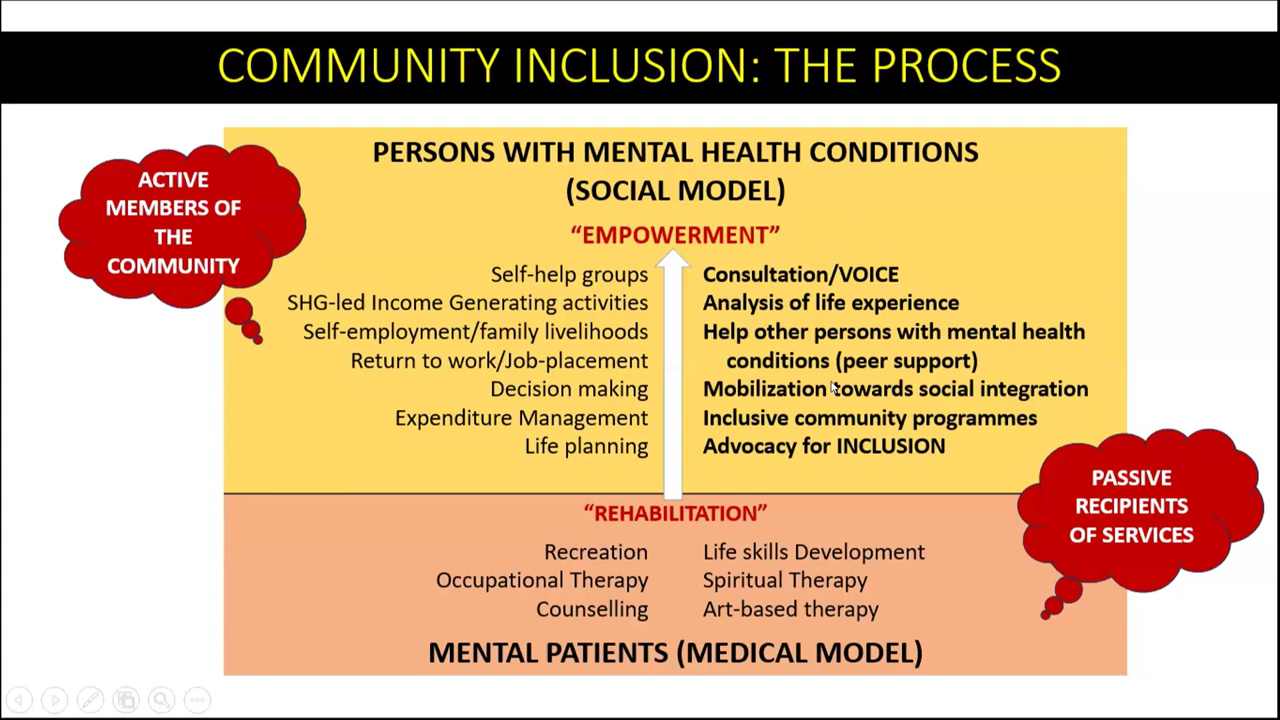 COMMUNITY INCLUSION: THE PROCESS
PERSONS WITH MENTAL HEALTH CONDITIONS
(SOCIAL MODEL)
"EMPOWERMENT"
ACTIVE
MEMBERS OF
THE
COMMUNITY
Self-help groups
SHG-led Income Generating activities
Self-employment/family livelihoods
Return to work/Job-placement
Decision making
Expenditure Management
Life planning
Consultation/VOICE
Analysis of life experience
Help other persons with mental health
conditions (peer support)
Mobilization towards social integration
Inclusive community programmes
Advocacy for INCLUSION
PASSIVE
RECIPIENTS
OF SERVICES
"REHABILITATION"
Recreation
Occupational Therapy
Counselling
Life skills Development
Spiritual Therapy
Art-based therapy
MENTAL PATIENTS (MEDICAL MODEL)